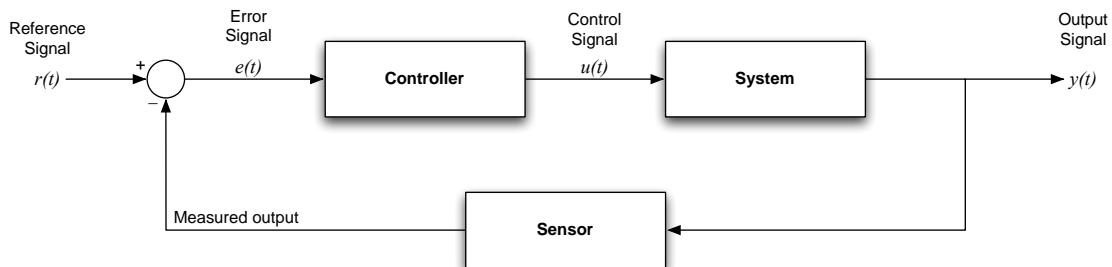 Reference
Signal
r(t)
+
−
Error
Signal
e(t)
Controller
Control
Signal
u(t)
System
Output
Signal
y(t)
Measured output
Sensor